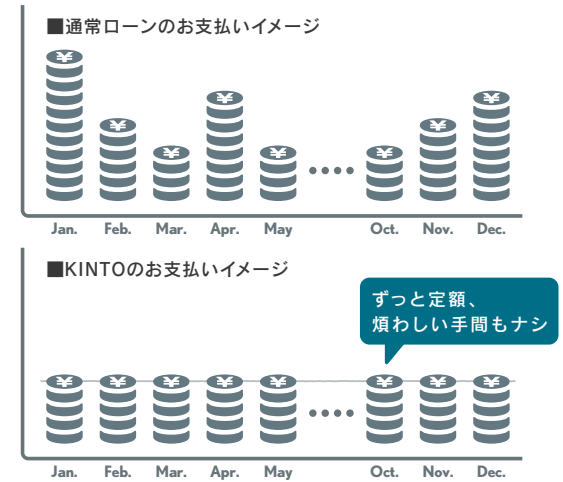 ■通常ローンのお支払いイメージ
¥ ¥ ¥ ¥ ¥ ¥ ¥ ¥
Jan. Feb. Mar. Apr. May •••• Oct. Nov. Dec.
■KINTOのお支払いイメージ
ずっと定額、
煩わしい手間もナシ
¥ ¥ ¥ ¥ ¥ ¥ ¥ ¥
Jan. Feb. Mar. Apr. May •••• Oct. Nov. Dec.